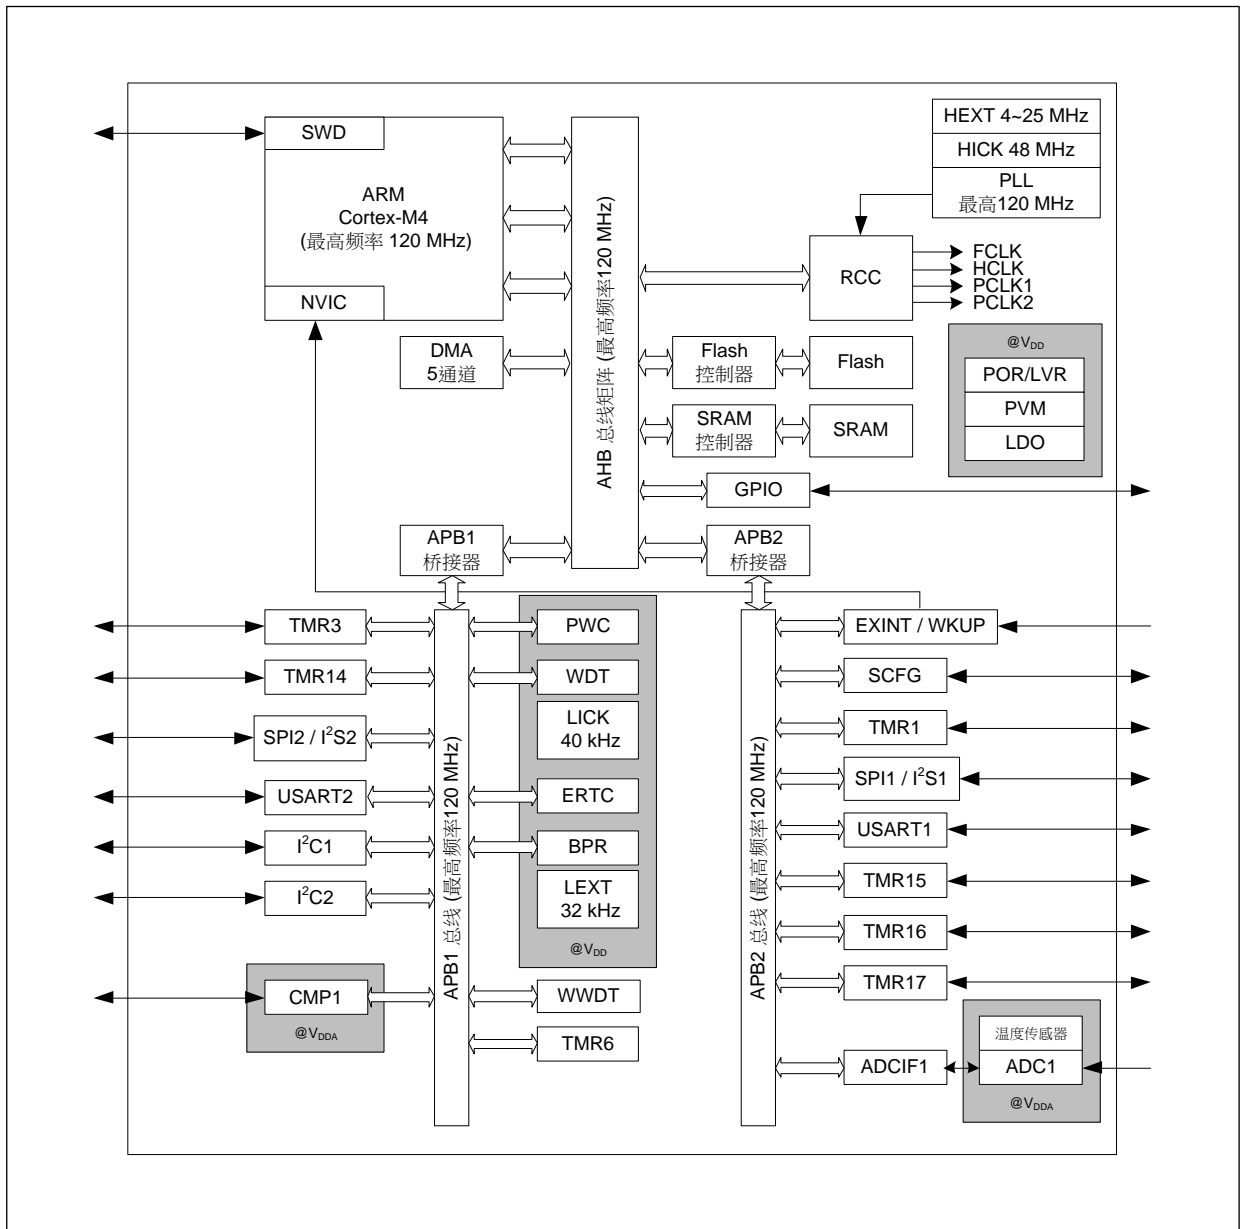 SWD
ARM
Cortex-M4
(最高频率 120 MHz)
NVIC
DMA
5通道
AHB 总线矩阵 (最高频率120 MHz)
HEXT 4~25 MHz
HICK 48 MHz
PLL
最高120 MHz
RCC
FCLK
HCLK
PCLK1
PCLK2
Flash
控制器
Flash
SRAM
控制器
SRAM
@VDD
POR/LVR
PVM
LDO
GPIO
APB1
桥接器
APB2
桥接器
TMR3
TMR14
SPI2 / I²S2
USART2
I²C1
I²C2
CMP1
@VDDA
APB1 总线 (最高频率120 MHz)
PWC
WDT
LICK
40 kHz
ERTC
BPR
LEXT
32 kHz
@VDD
WWDT
TMR6
APB2 总线 (最高频率120 MHz)
EXINT / WKUP
SCFG
TMR1
SPI1 / I²S1
USART1
TMR15
TMR16
TMR17
ADCIF1
温度传感器
ADC1
@VDDA